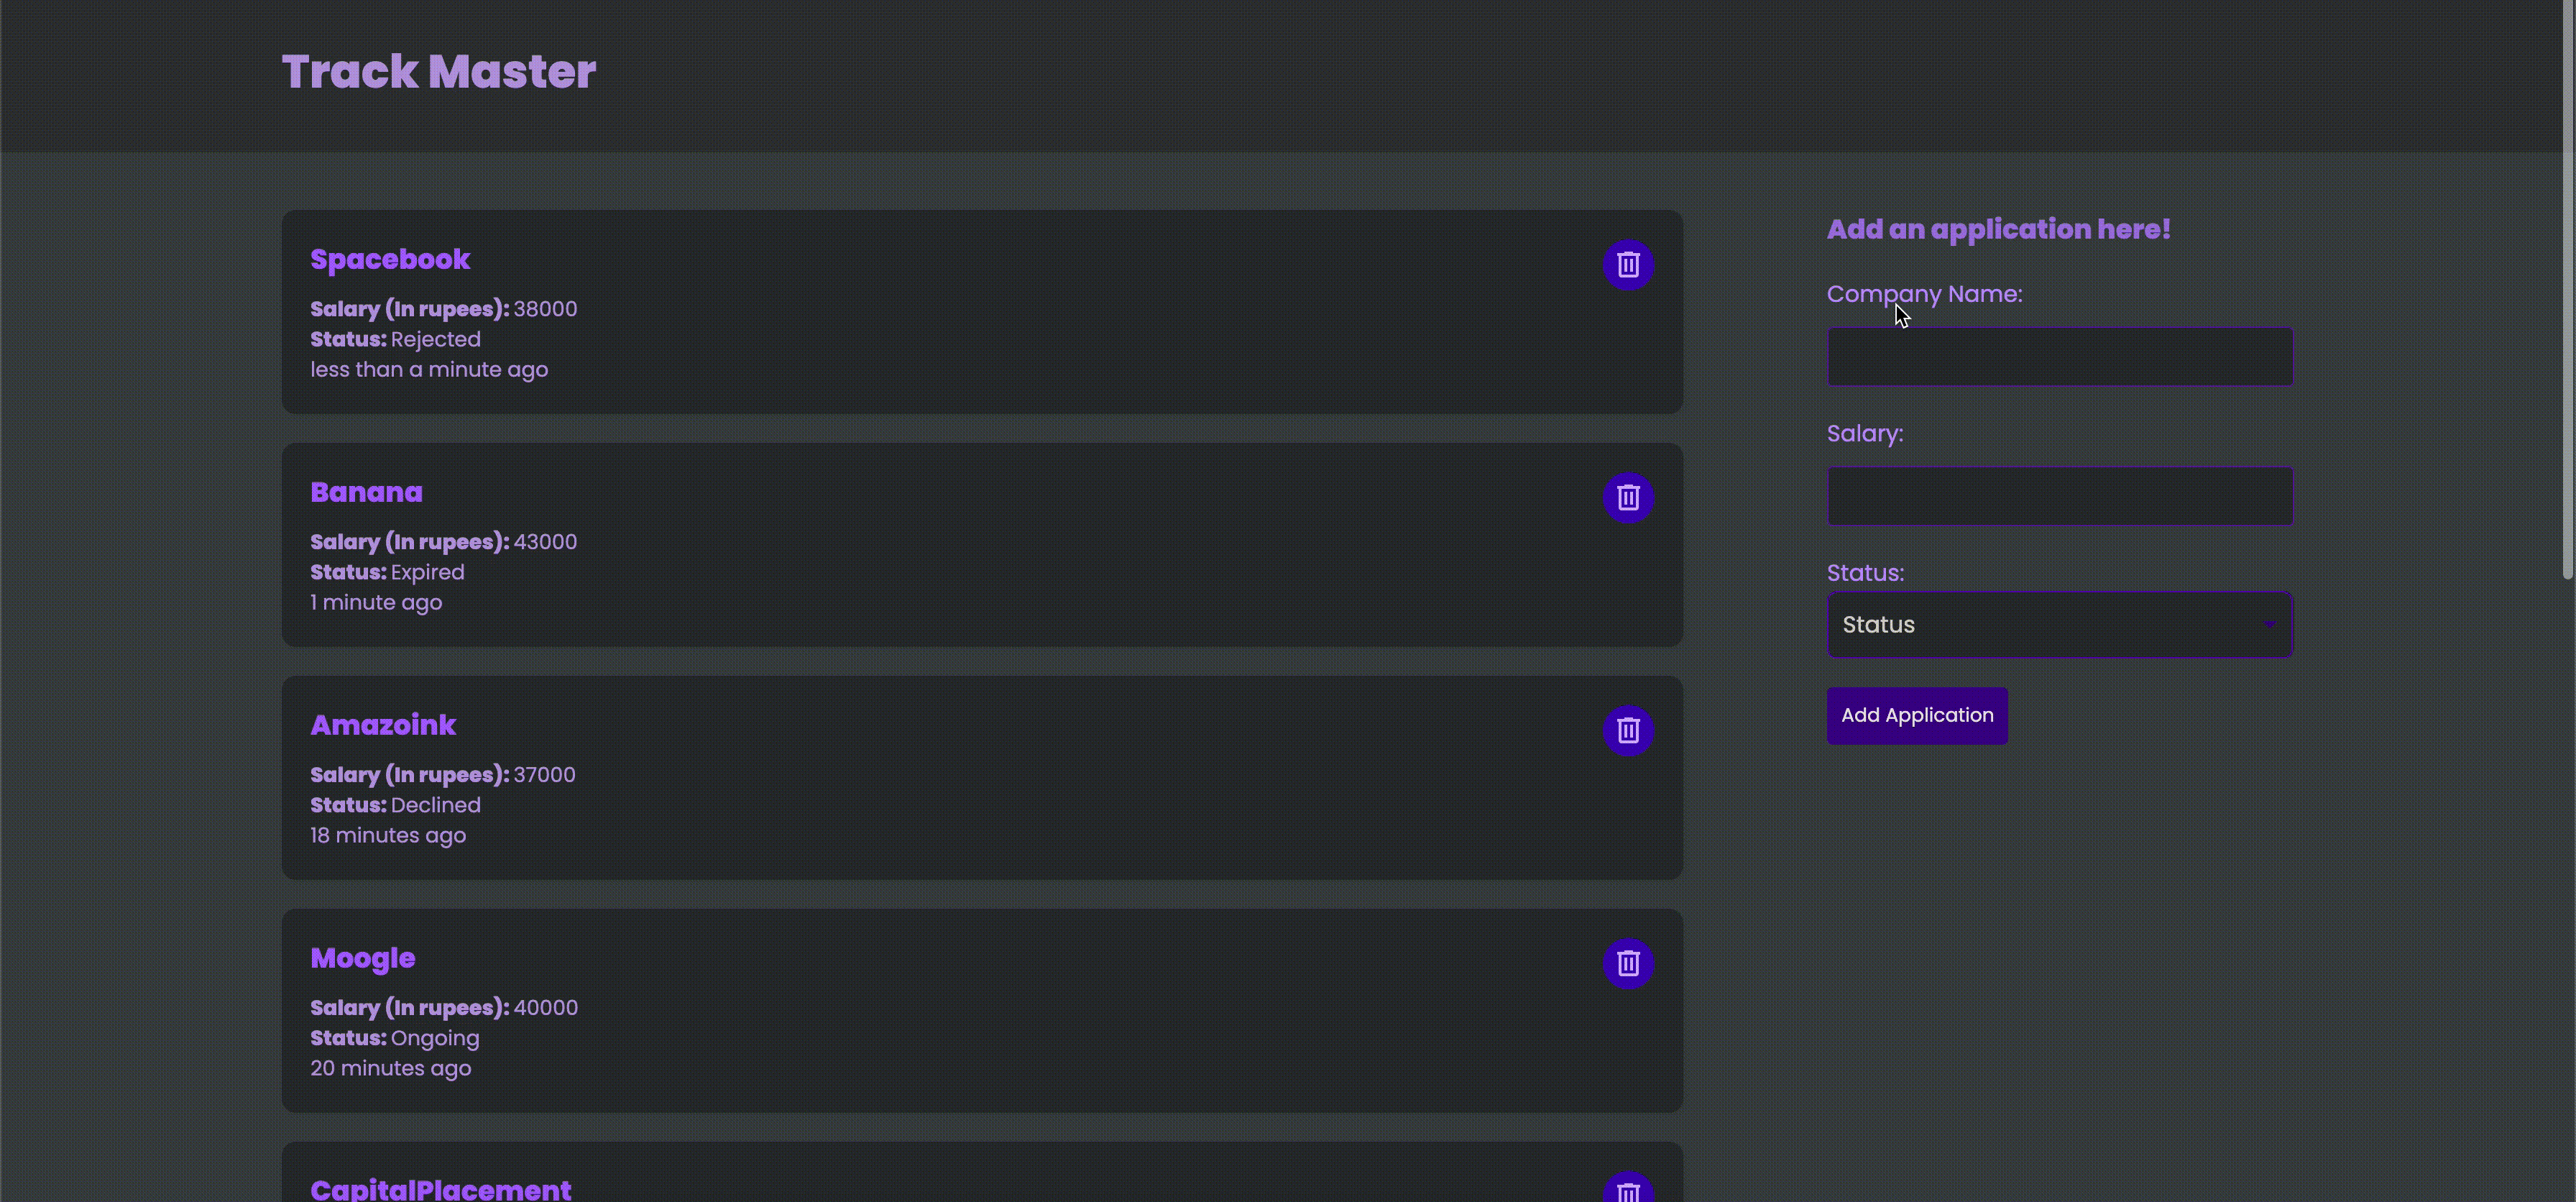 Track Master
Spacebook
Salary (In rupees): 38000
Status: Rejected
less than a minute ago
Banana
Salary (In rupees): 43000
Status: Expired
1 minute ago
Amazoink
Salary (In rupees): 37000
Status: Declined
18 minutes ago
Moogle
Salary (In rupees): 40000
Status: Ongoing
20 minutes ago
CapitalPlacement
Add an application here!
Company Name:
Salary:
Status:
Status
Add Application